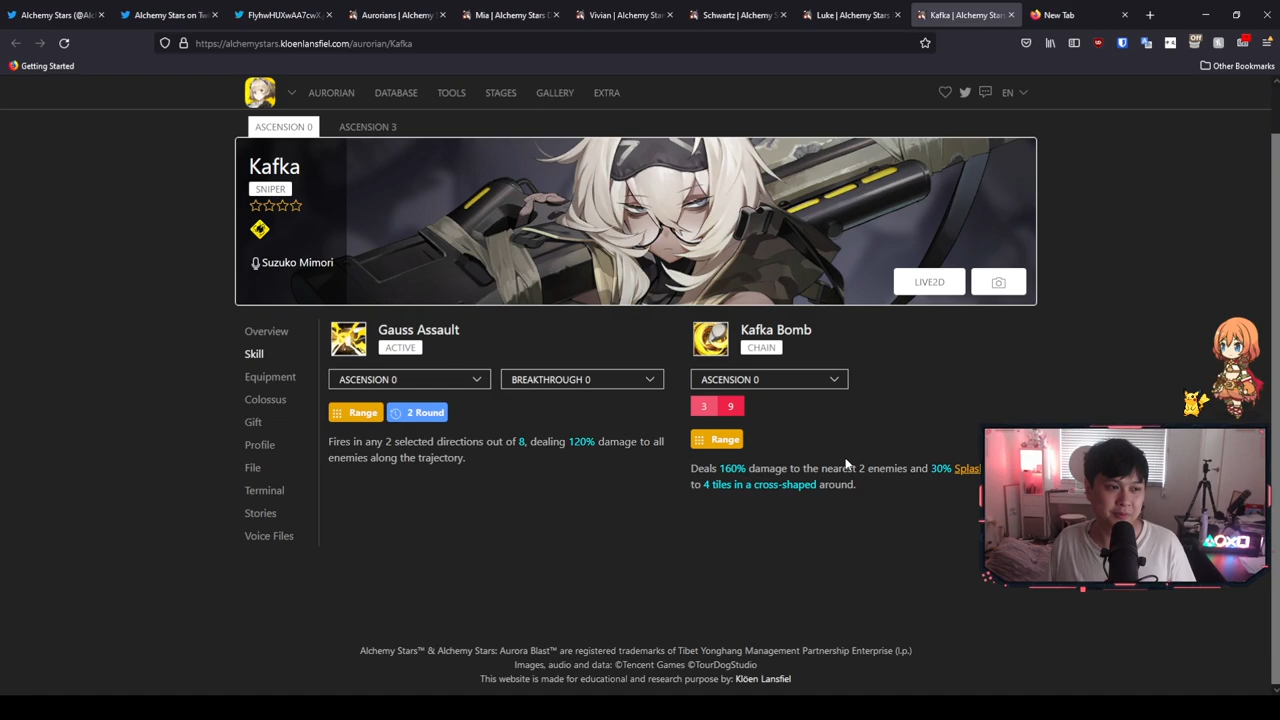 Alchemy Stars (@Al
Alchemy Stars on Tw
FlyhwHUXwAA7cwX
Aurorians | Alchemy
Mia | Alchemy Stars
Vivian | Alchemy Sta
Schwartz | Alchemy S
Luke | Alchemy Stars
Kafka | Alchemy Stars
New Tab
https://alchemystars.kloenlansfiel.com/aurorian/Kafka
Off
Getting Started
Other Bookmarks
AURORIAN
DATABASE
TOOLS
STAGES
GALLERY
EXTRA
EN
ASCENSION 0
ASCENSION 3
Kafka
SNIPER
Suzuko Mimori
LIVE2D
Overview
Skill
Equipment
Colossus
Gift
Profile
File
Terminal
Stories
Voice Files
Gauss Assault
ACTIVE
ASCENSION 0
BREAKTHROUGH 0
Range
2 Round
Fires in any 2 selected directions out of 8, dealing 120% damage to all
enemies along the trajectory.
Kafka Bomb
CHAIN
ASCENSION 0
3 9
Range
Deals 160% damage to the nearest 2 enemies and 30% Splas
to 4 tiles in a cross-shaped around.
Alchemy Stars™ & Alchemy Stars: Aurora Blast™ are registered trademarks of Tibet Yonghang Management Partnership Enterprise (l.p.)
Images, audio and data: ©Tencent Games ©TourDogStudio
This website is made for educational and research purpose by: Klöen Lansfiel